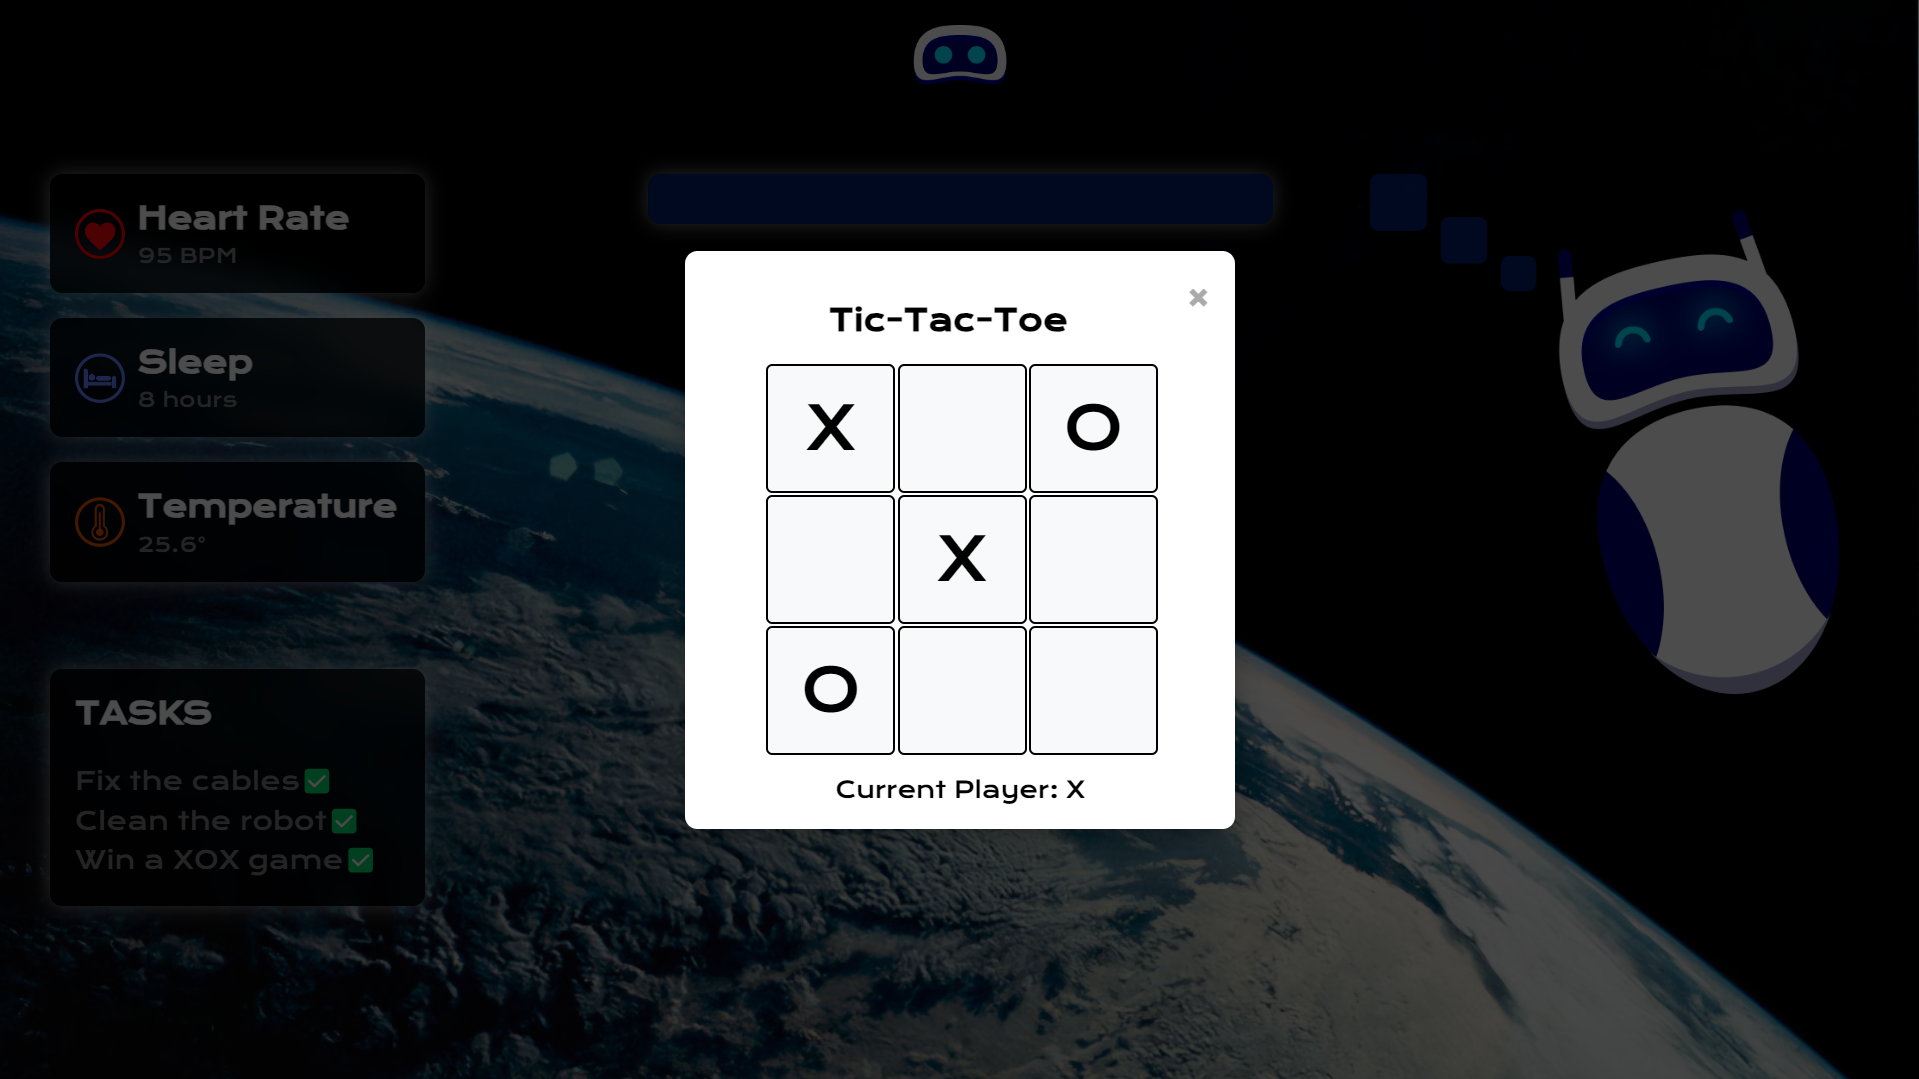 Heart Rate
95 BPM
Sleep
8 hours
Temperature
25.6°
TASKS
Fix the cables✅
Clean the robot✅
Win a XOX game✅
×
Tic-Tac-Toe
X O
X
O
Current Player: X